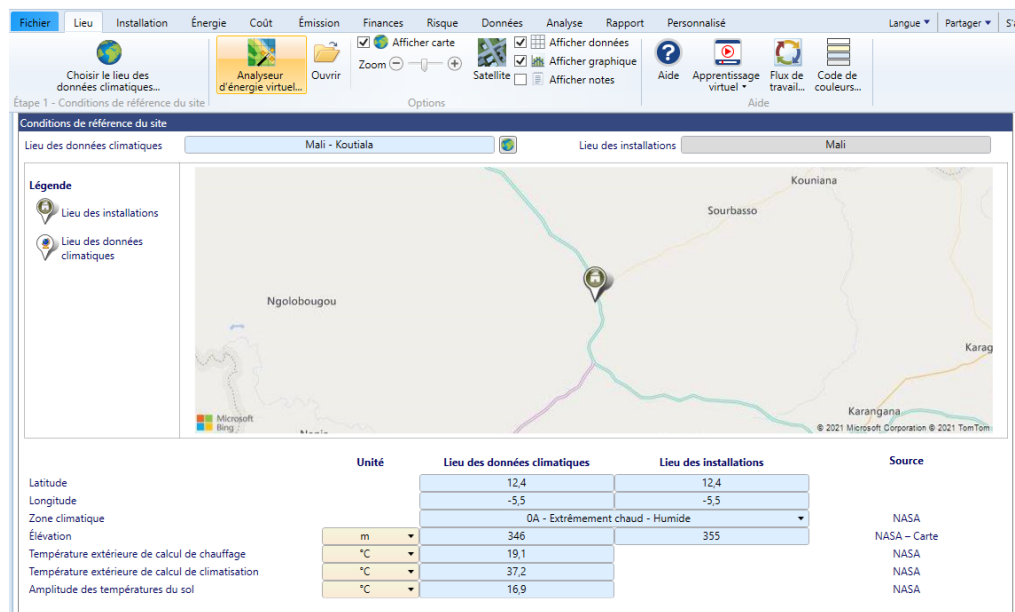 Fichier Lieu Installation Énergie Coût Émission Finances Risque Données Analyse Rapport Personnalisé Langue Partager
Choisir le lieu des
données climatiques...
Analyseur
d'énergie virtuel...
Ouvrir
Afficher carte
Zoom
Satellite
Afficher données
Afficher graphique
Afficher notes
Aide
Apprentissage
virtuel
Flux de
travail...
Code de
couleurs...
Étape 1 - Conditions de référence du site Options Aide
Conditions de référence du site
Lieu des données climatiques Mali - Koutiala Lieu des installations Mali
Légende
Lieu des installations
Lieu des données
climatiques
Kouniana
Sourbasso
Ngolobougou
Karag
Karangana
Microsoft
Bing
© 2021 Microsoft Corporation © 2021 TomTom
Unité Lieu des données climatiques Lieu des installations Source
Latitude 12,4 12,4
Longitude -5,5 -5,5
Zone climatique 0A - Extrêmement chaud - Humide NASA
Élévation m 346 355 NASA – Carte
Température extérieure de calcul de chauffage °C 19,1 NASA
Température extérieure de calcul de climatisation °C 37,2 NASA
Amplitude des températures du sol °C 16,9 NASA